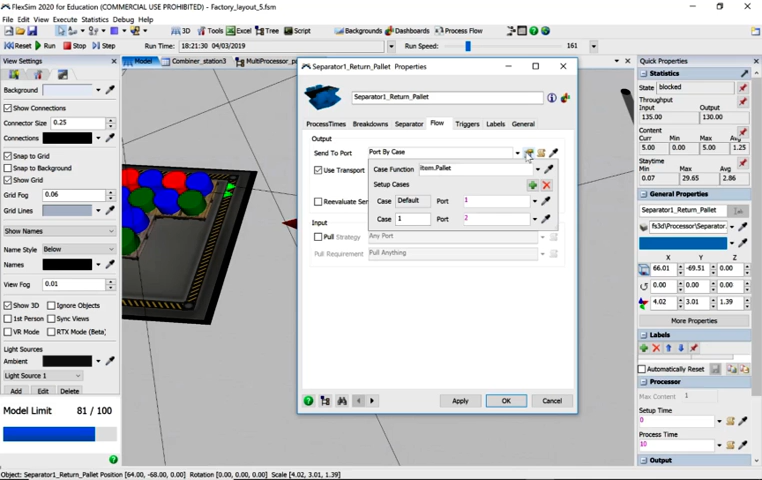 FlexSim 2020 for Education (COMMERCIAL USE PROHIBITED) - Factory_layout_5.fsm
File Edit View Execute Statistics Debug Help
3D Tools Excel Tree Script Backgrounds Dashboards Process Flow
Reset Run Stop Step Run Time: 18:21:30 04/03/2019 Run Speed: 161
View Settings
Model Combiner_station3
Background
Show Connections
Connector Size 0.25
Connections
Snap to Grid
Snap to Background
Show Grid
Grid Fog 0.06
Grid Lines
Show Names
Name Style Below
Names
View Fog 0.01
Show 3D Ignore Objects
1st Person Sync Views
VR Mode RTX Mode (Beta)
Light Sources
Ambient
Light Source 1
Add Edit Delete
Model Limit 81 / 100
Separator1_Return_Pallet Properties
Separator1_Return_Pallet
ProcessTimes Breakdowns Separator Flow Triggers Labels General
Output
Send To Port Port By Case
Use Transport
Case Function item.Pallet
Setup Cases
Case Default Port 1
Case 1 Port 2
Input
Pull Strategy Any Port
Pull Requirement Pull Anything
Apply OK Cancel
Quick Properties
Statistics
State blocked
Throughput
Input Output
135.00 130.00
Content
Curr Min Max Avg
5.00 0.00 5.00 1.25
Staytime
Min Max Avg
0.07 29.65 2.86
General Properties
Separator1_Return_Pallet
X Y Z
66.01 -69.51 0.00
0.00 0.00 0.00
4.02 3.01 1.39
More Properties
Labels
Automatically Reset
Processor
Max Content 1
Setup Time
0
Process Time
10
Output
Object: Separator1_Return_Pallet Position [64.00, -68.00, 0.00] Rotation [0.00, 0.00, 0.00] Scale [4.02, 3.01, 1.39]